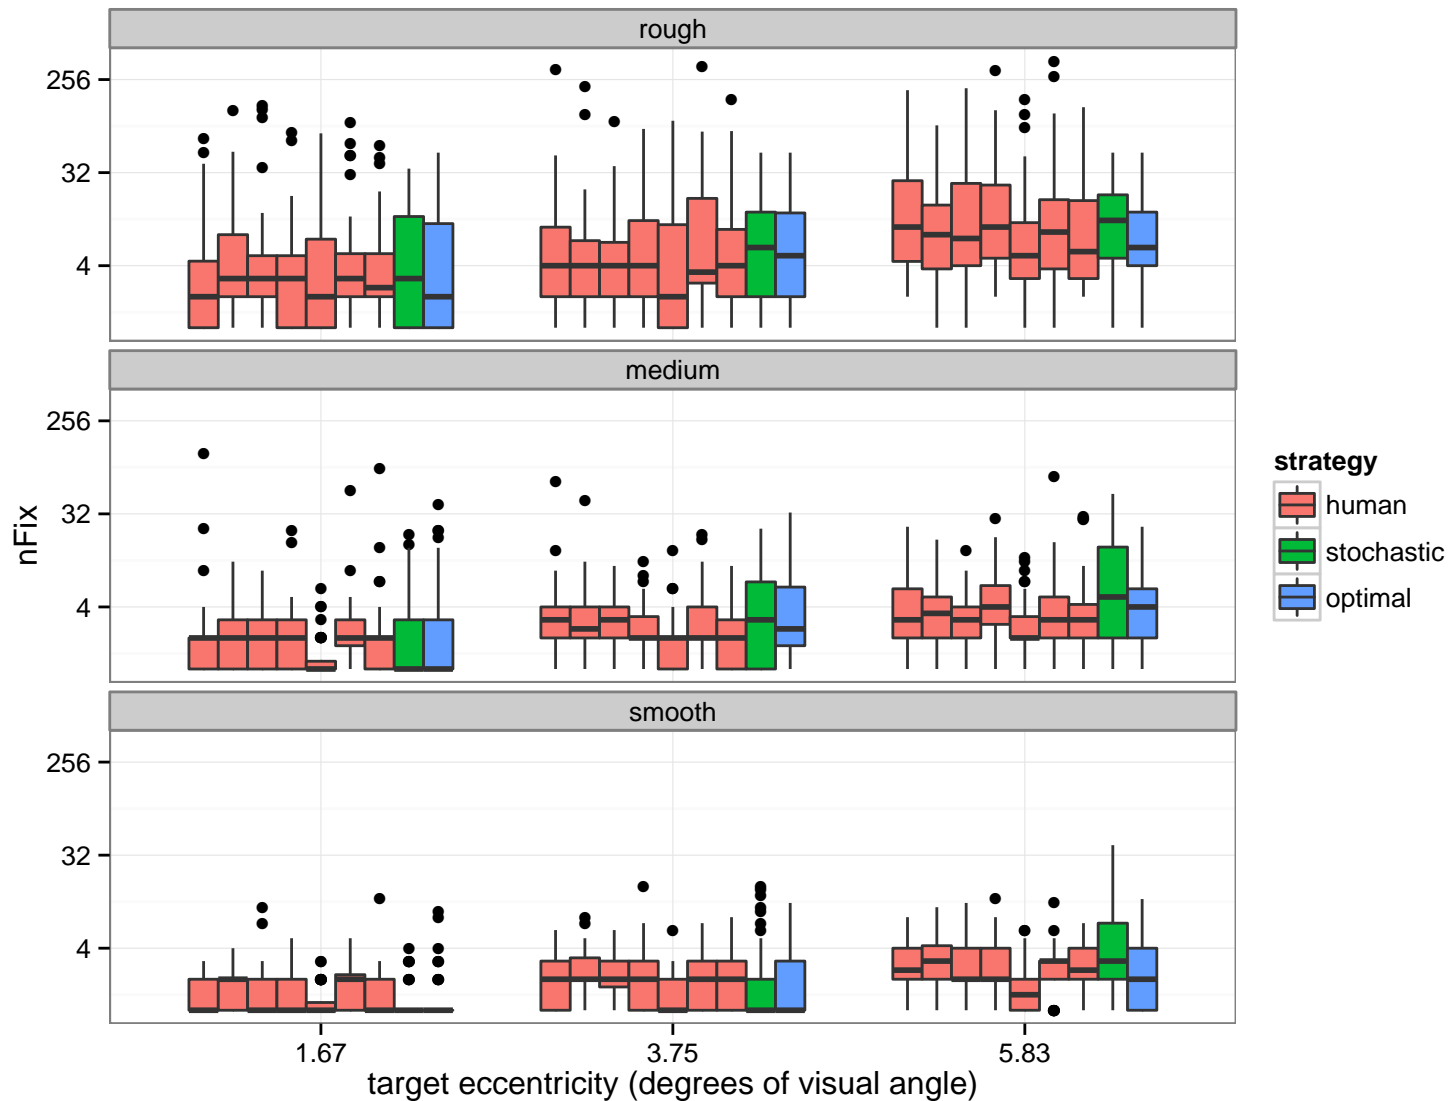 rough
256
32
4
medium
256
32
4
smooth
256
32
4
nFix
1.67 3.75 5.83
target eccentricity (degrees of visual angle)
strategy
human
stochastic
optimal